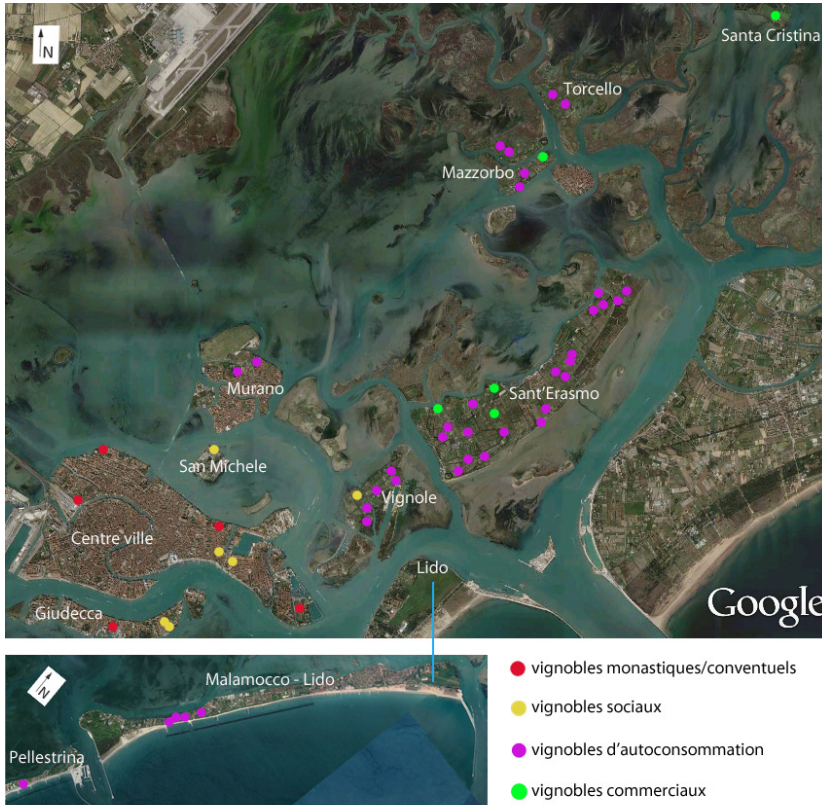 N
Santa Cristina
Torcello
Mazzorbo
Murano
Sant'Erasmo
San Michele
Vignole
Centre ville
Lido
Giudecca
Google
N
Malamocco - Lido
Pellestrina
vignobles monastiques/conventuels
vignobles sociaux
vignobles d'autoconsommation
vignobles commerciaux